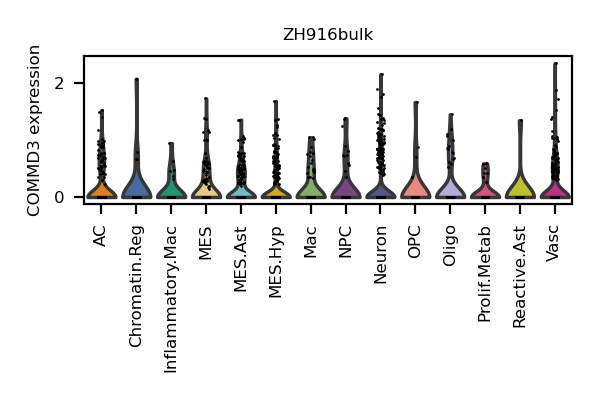 ZH916bulk
COMMD3 expression
2
0
AC
Chromatin.Reg
Inflammatory.Mac
MES
MES.Ast
MES.Hyp
Mac
NPC
Neuron
OPC
Oligo
Prolif.Metab
Reactive.Ast
Vasc